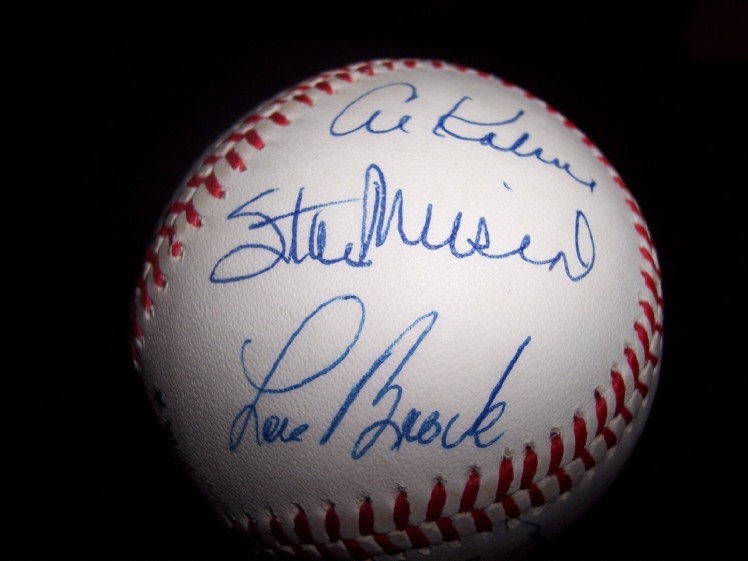 Al Kaline
Stan Musial
Lou Brock